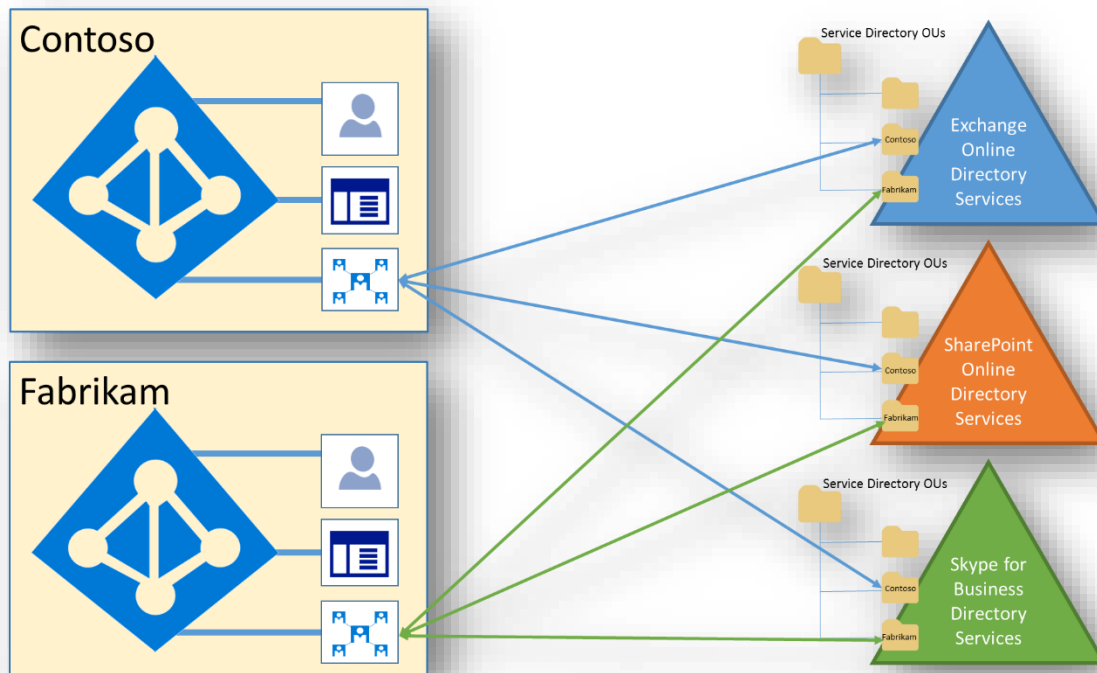 Contoso
Fabrikam
Service Directory OUs
Contoso
Fabrikam
Exchange
Online
Directory
Services
Service Directory OUs
Contoso
Fabrikam
SharePoint
Online
Directory
Services
Service Directory OUs
Contoso
Fabrikam
Skype for
Business
Directory
Services